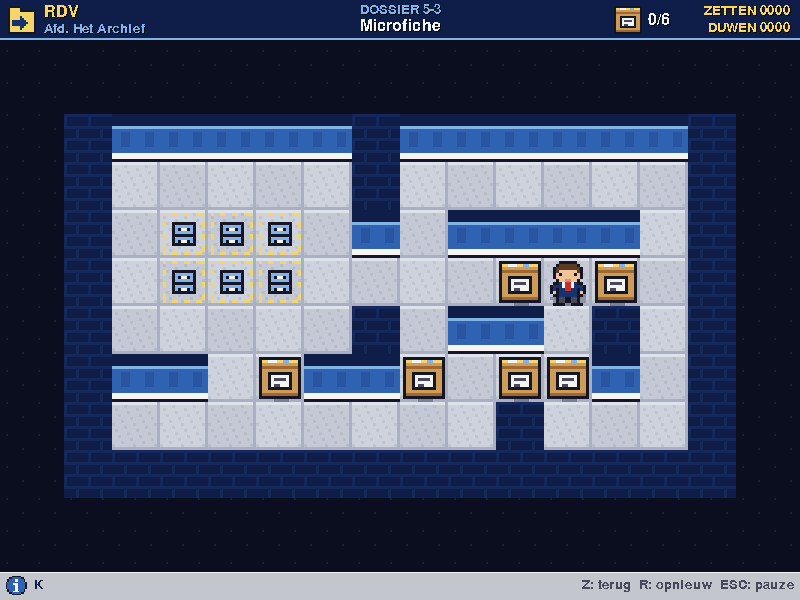 RDV
Afd. Het Archief
DOSSIER 5-3
Microfiche
0/6
ZETTEN 0000
DUWEN 0000
K
Z: terug R: opnieuw ESC: pauze